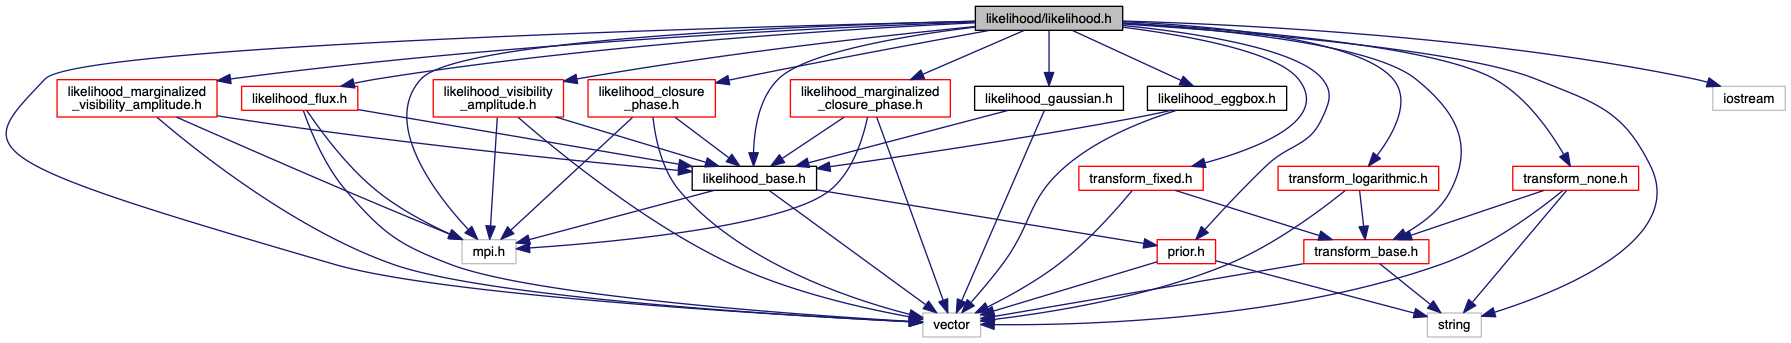 likelihood/likelihood.h
likelihood_marginalized
_visibility_amplitude.h
likelihood_flux.h
likelihood_visibility
_amplitude.h
likelihood_closure
_phase.h
likelihood_marginalized
_closure_phase.h
likelihood_gaussian.h
likelihood_eggbox.h
iostream
likelihood_base.h
transform_fixed.h
transform_logarithmic.h
transform_none.h
mpi.h
prior.h
transform_base.h
vector
string